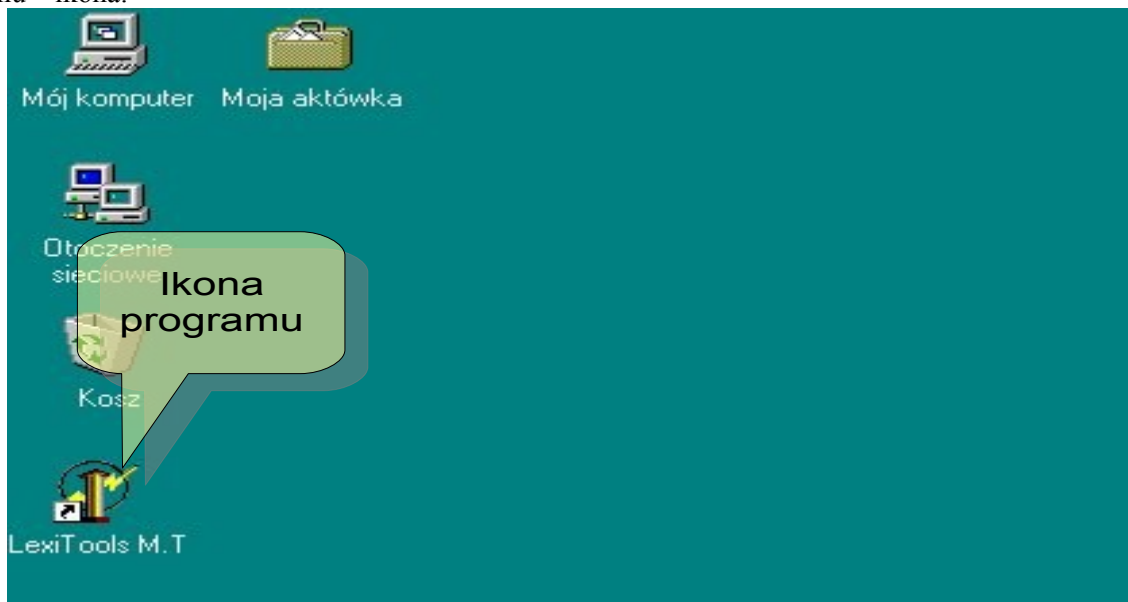 Mój komputer Moja aktówka
Otoczenie
sieciowe
Ikona
programu
Kosz
LexiTools M.T